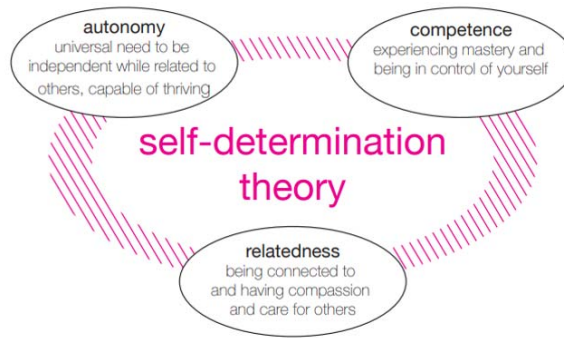 autonomy
universal need to be
independent while related to
others, capable of thriving
competence
experiencing mastery and
being in control of yourself
self-determination
theory
relatedness
being connected to
and having compassion
and care for others